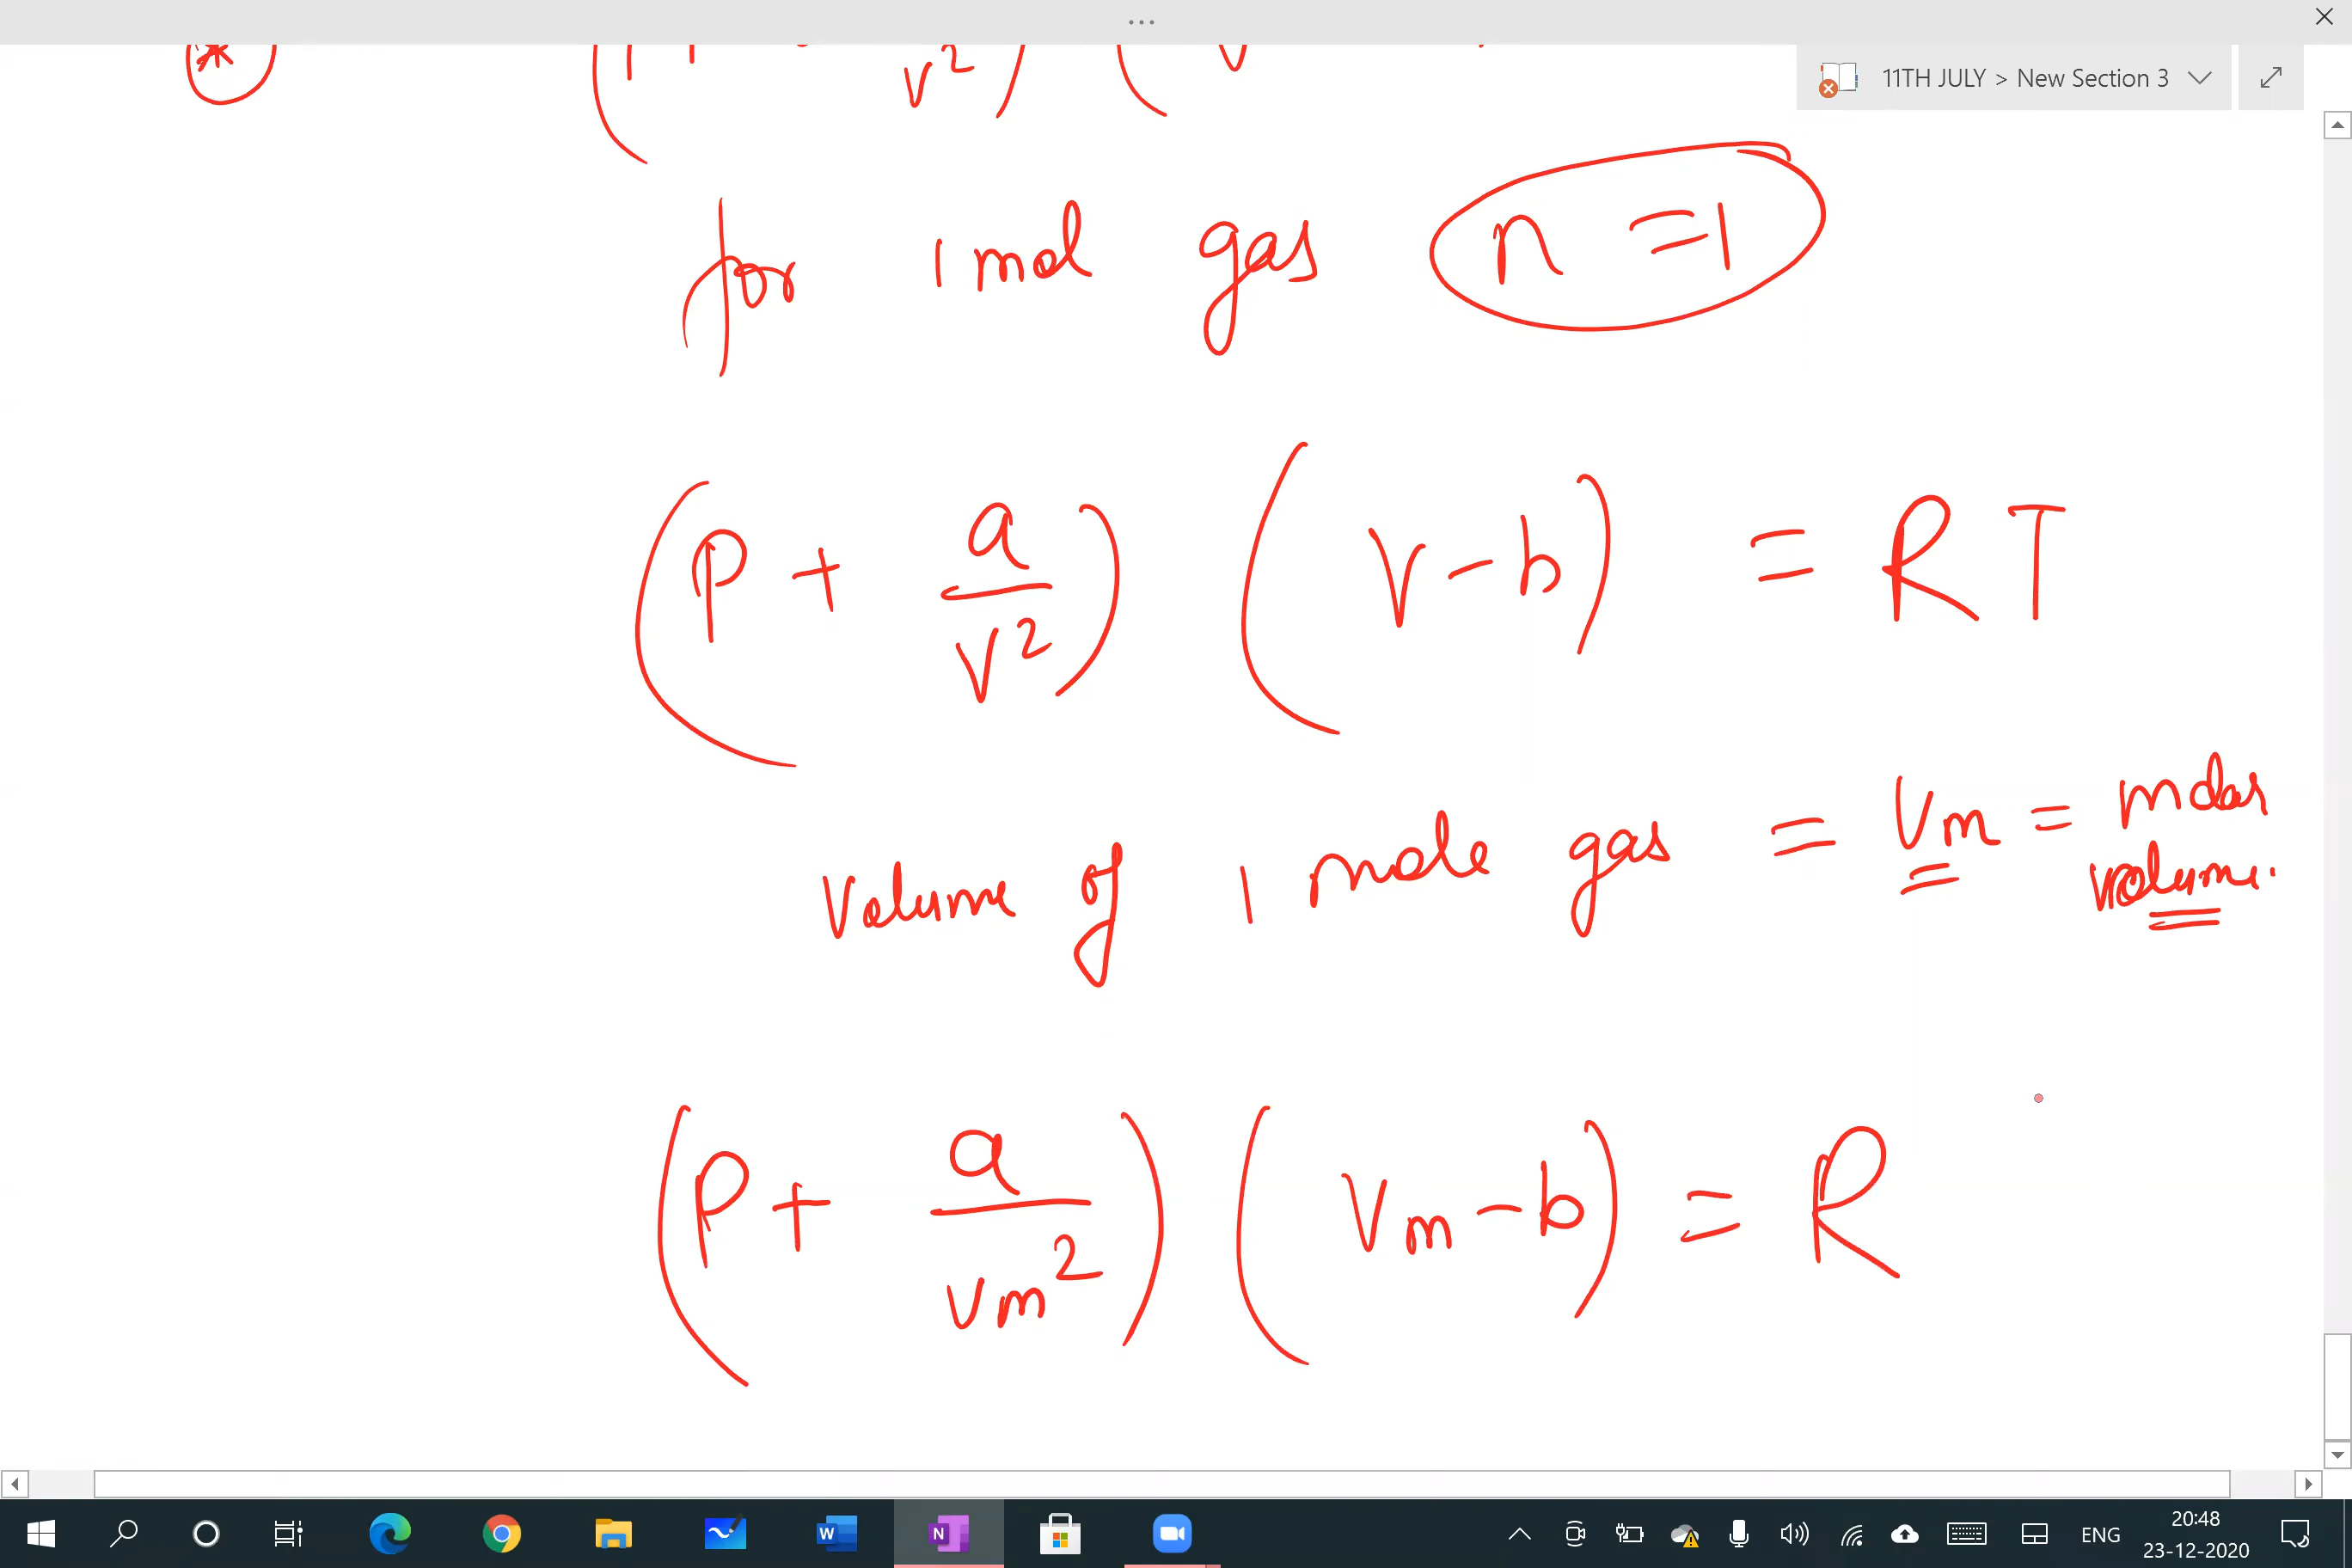 ...
11TH JULY > New Section 3
V²
for 1 mol gas n = 1
(P + a/V²) (V - b) = RT
Volume of 1 mole gas = Vm = molar volume.
(P + a/Vm²) (Vm - b) = R
ENG
20:48
23-12-2020